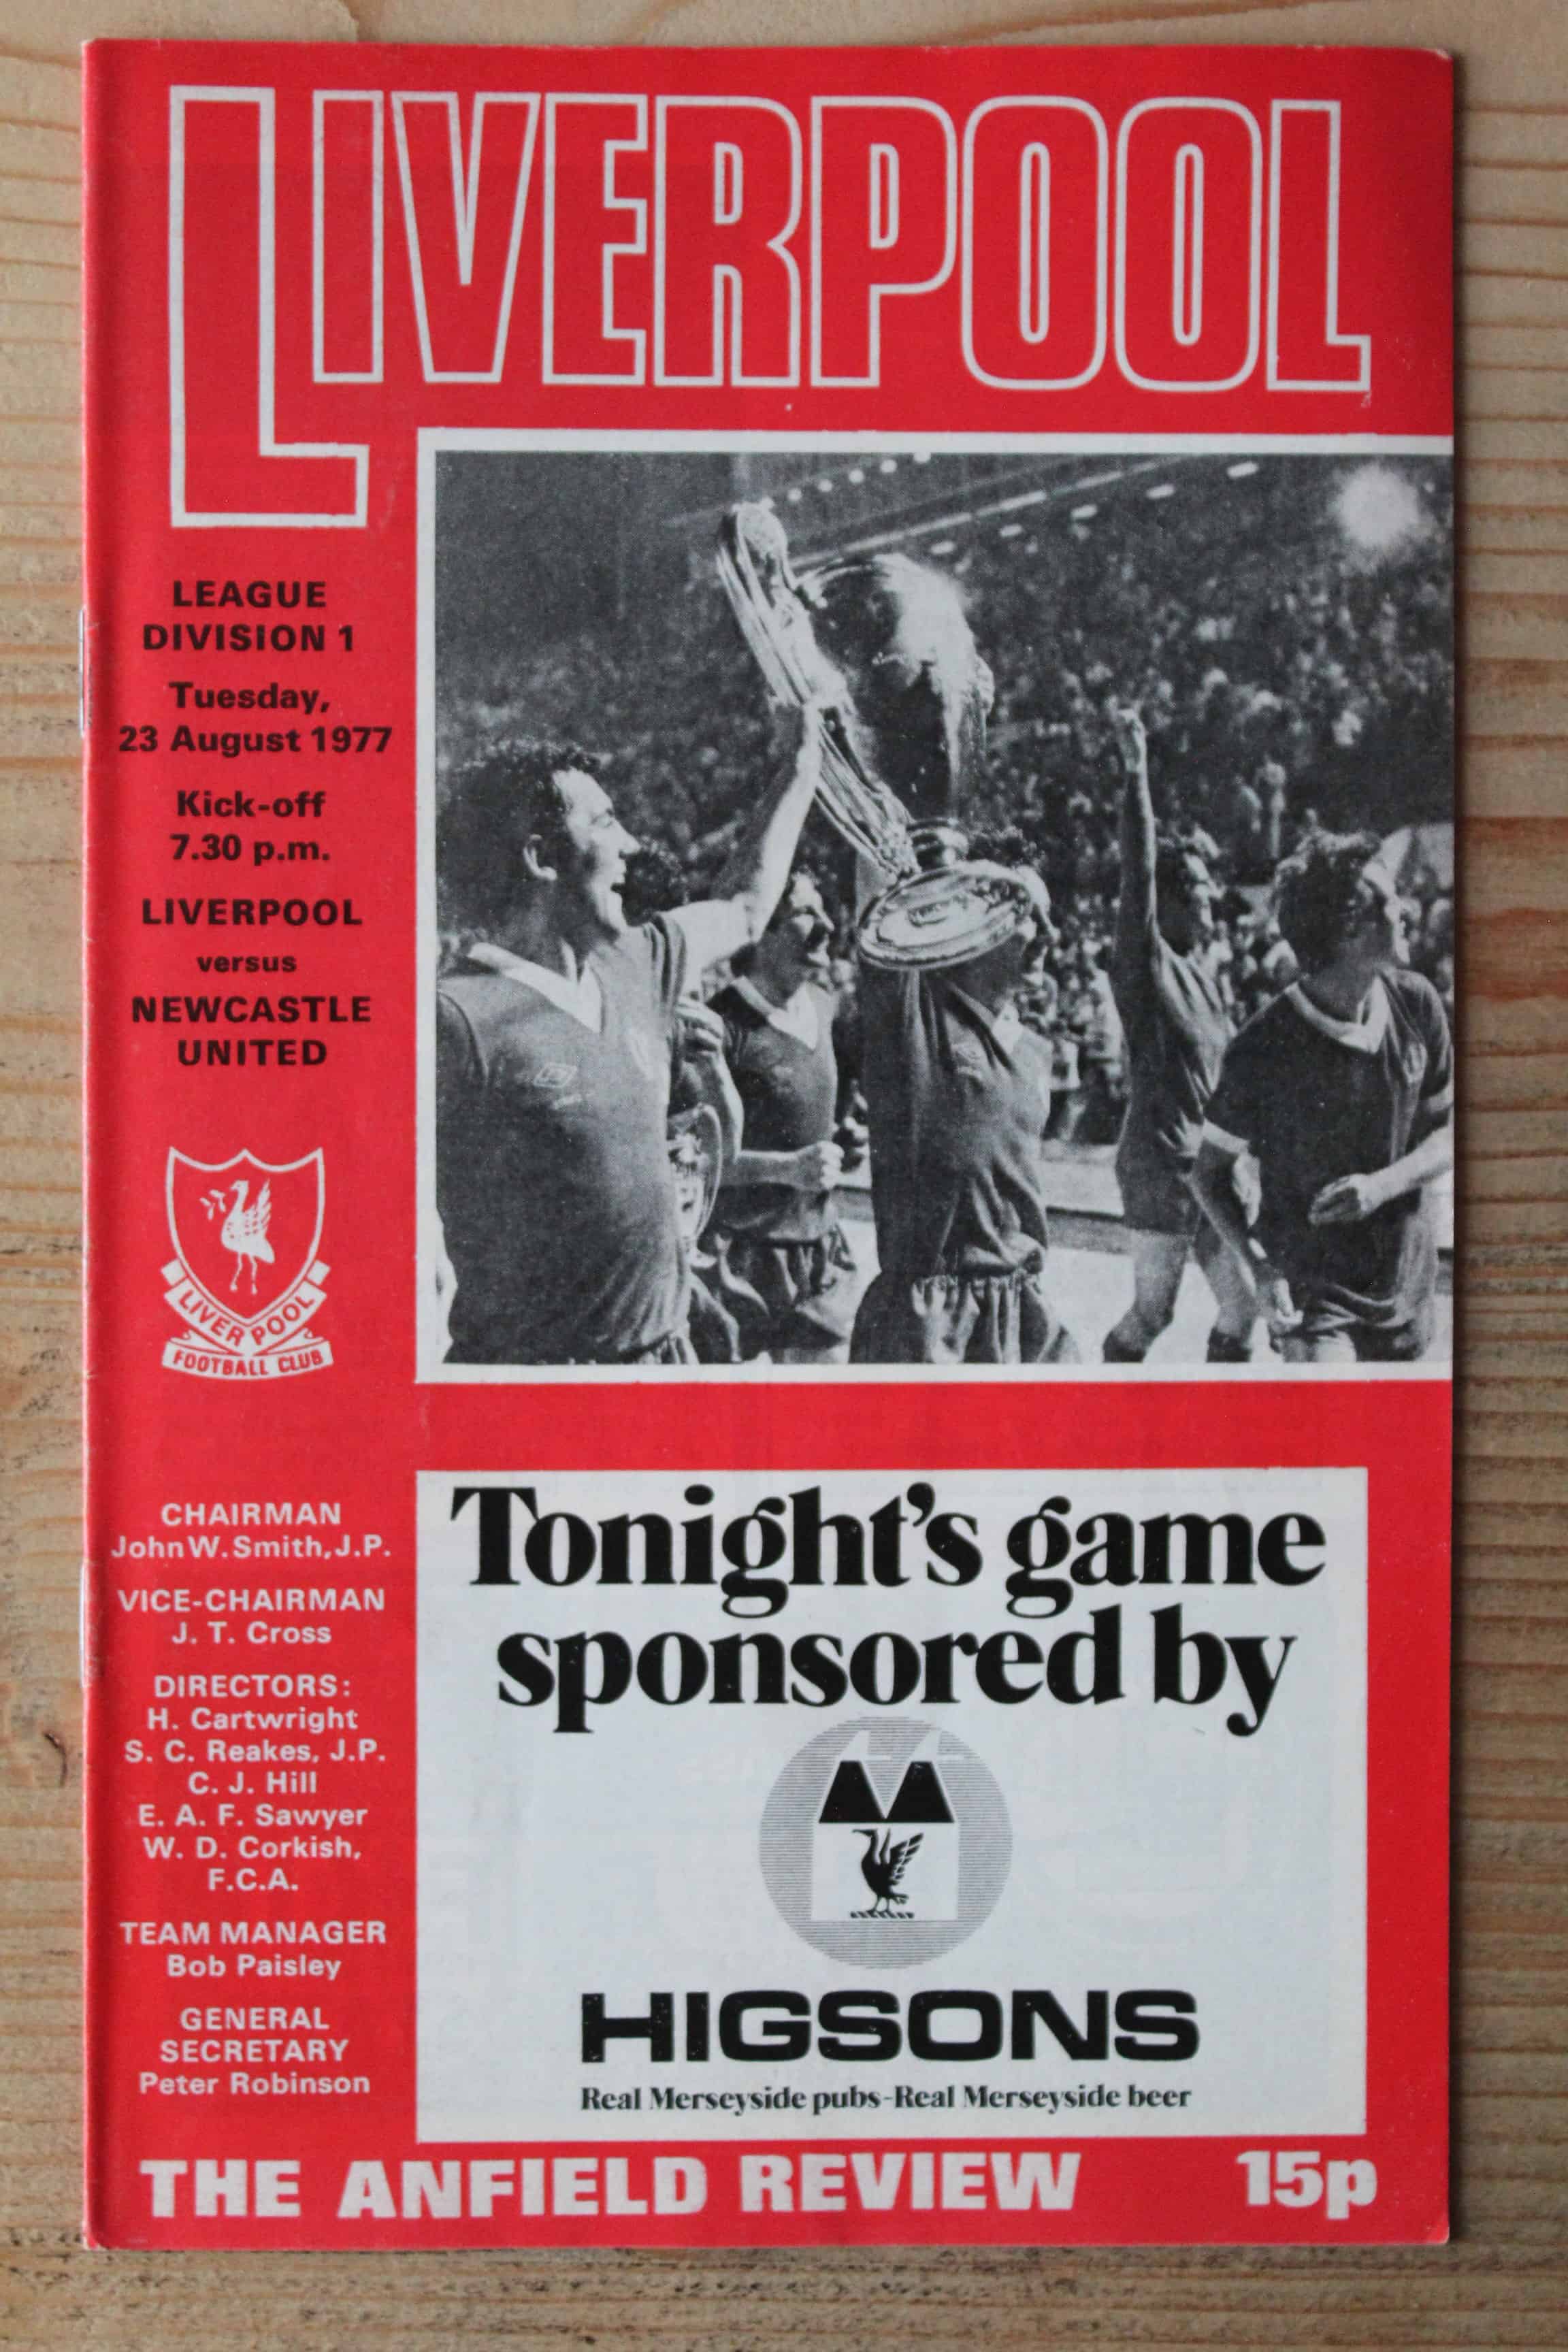 LIVERPOOL
LEAGUE
DIVISION 1
Tuesday,
23 August 1977
Kick-off
7.30 p.m.
LIVERPOOL
versus
NEWCASTLE
UNITED
LIVERPOOL
FOOTBALL CLUB
CHAIRMAN
John W. Smith, J.P.
VICE-CHAIRMAN
J. T. Cross
DIRECTORS:
H. Cartwright
S. C. Reakes, J.P.
C. J. Hill
E. A. F. Sawyer
W. D. Corkish,
F.C.A.
TEAM MANAGER
Bob Paisley
GENERAL
SECRETARY
Peter Robinson
Tonight's game
sponsored by
HIGSONS
Real Merseyside pubs-Real Merseyside beer
THE ANFIELD REVIEW 15p